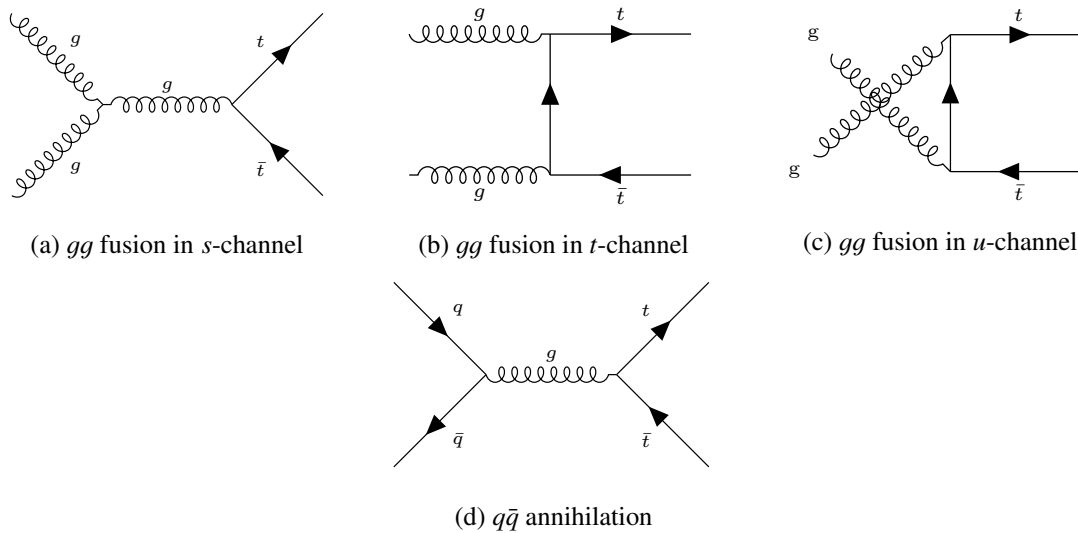 g
g
g
t
t̄
(a) gg fusion in s-channel
g
g
t
t̄
(b) gg fusion in t-channel
g
g
t
t̄
(c) gg fusion in u-channel
q
q̄
g
t
t̄
(d) qq̄ annihilation